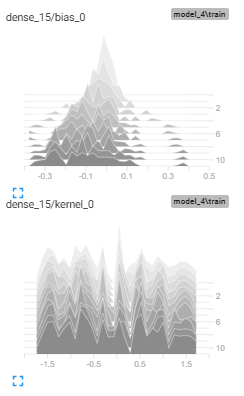 dense_15/bias_0
model_4\train
2
6
10
-0.3 -0.1 0.1 0.3 0.5
dense_15/kernel_0
model_4\train
2
6
10
-1.5 -0.5 0.5 1.5